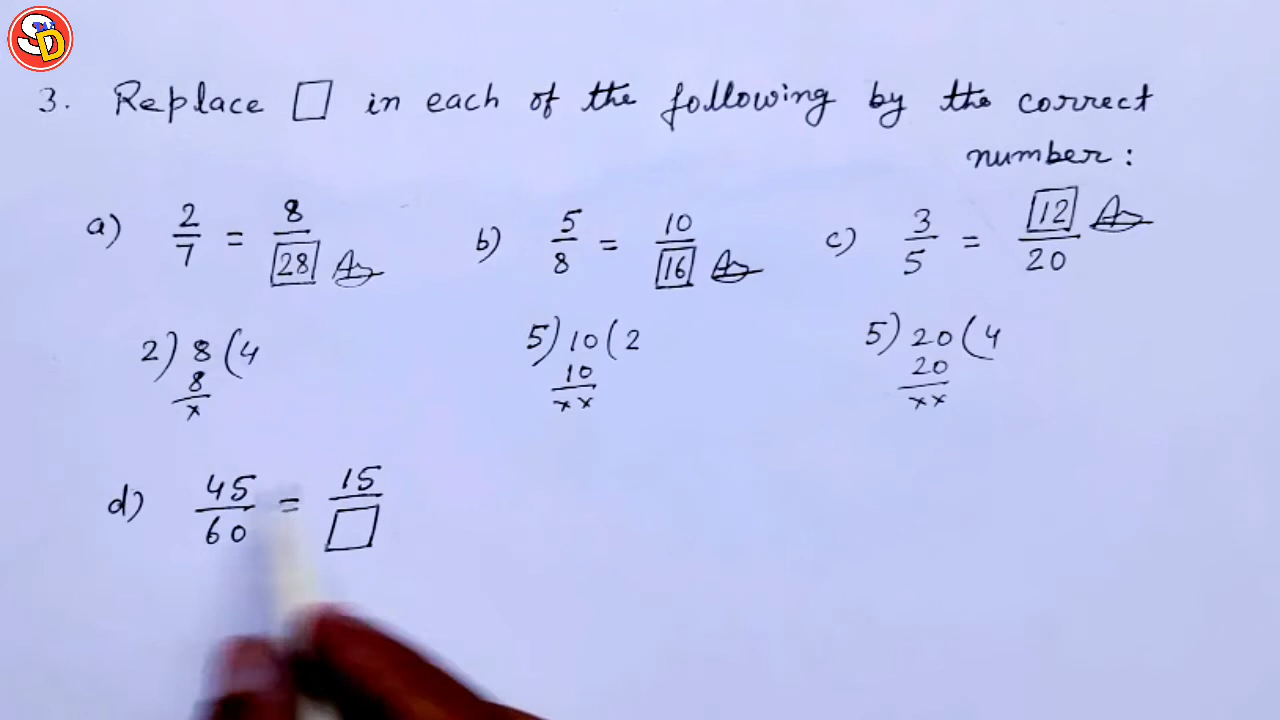 SD
3. Replace □ in each of the following by the correct
number:
a) 2/7 = 8/28 Ans
b) 5/8 = 10/16 Ans
c) 3/5 = 12/20 Ans
2) 8 (4
8
x
5) 10 (2
10
xx
5) 20 (4
20
xx
d) 45/60 = 15/□